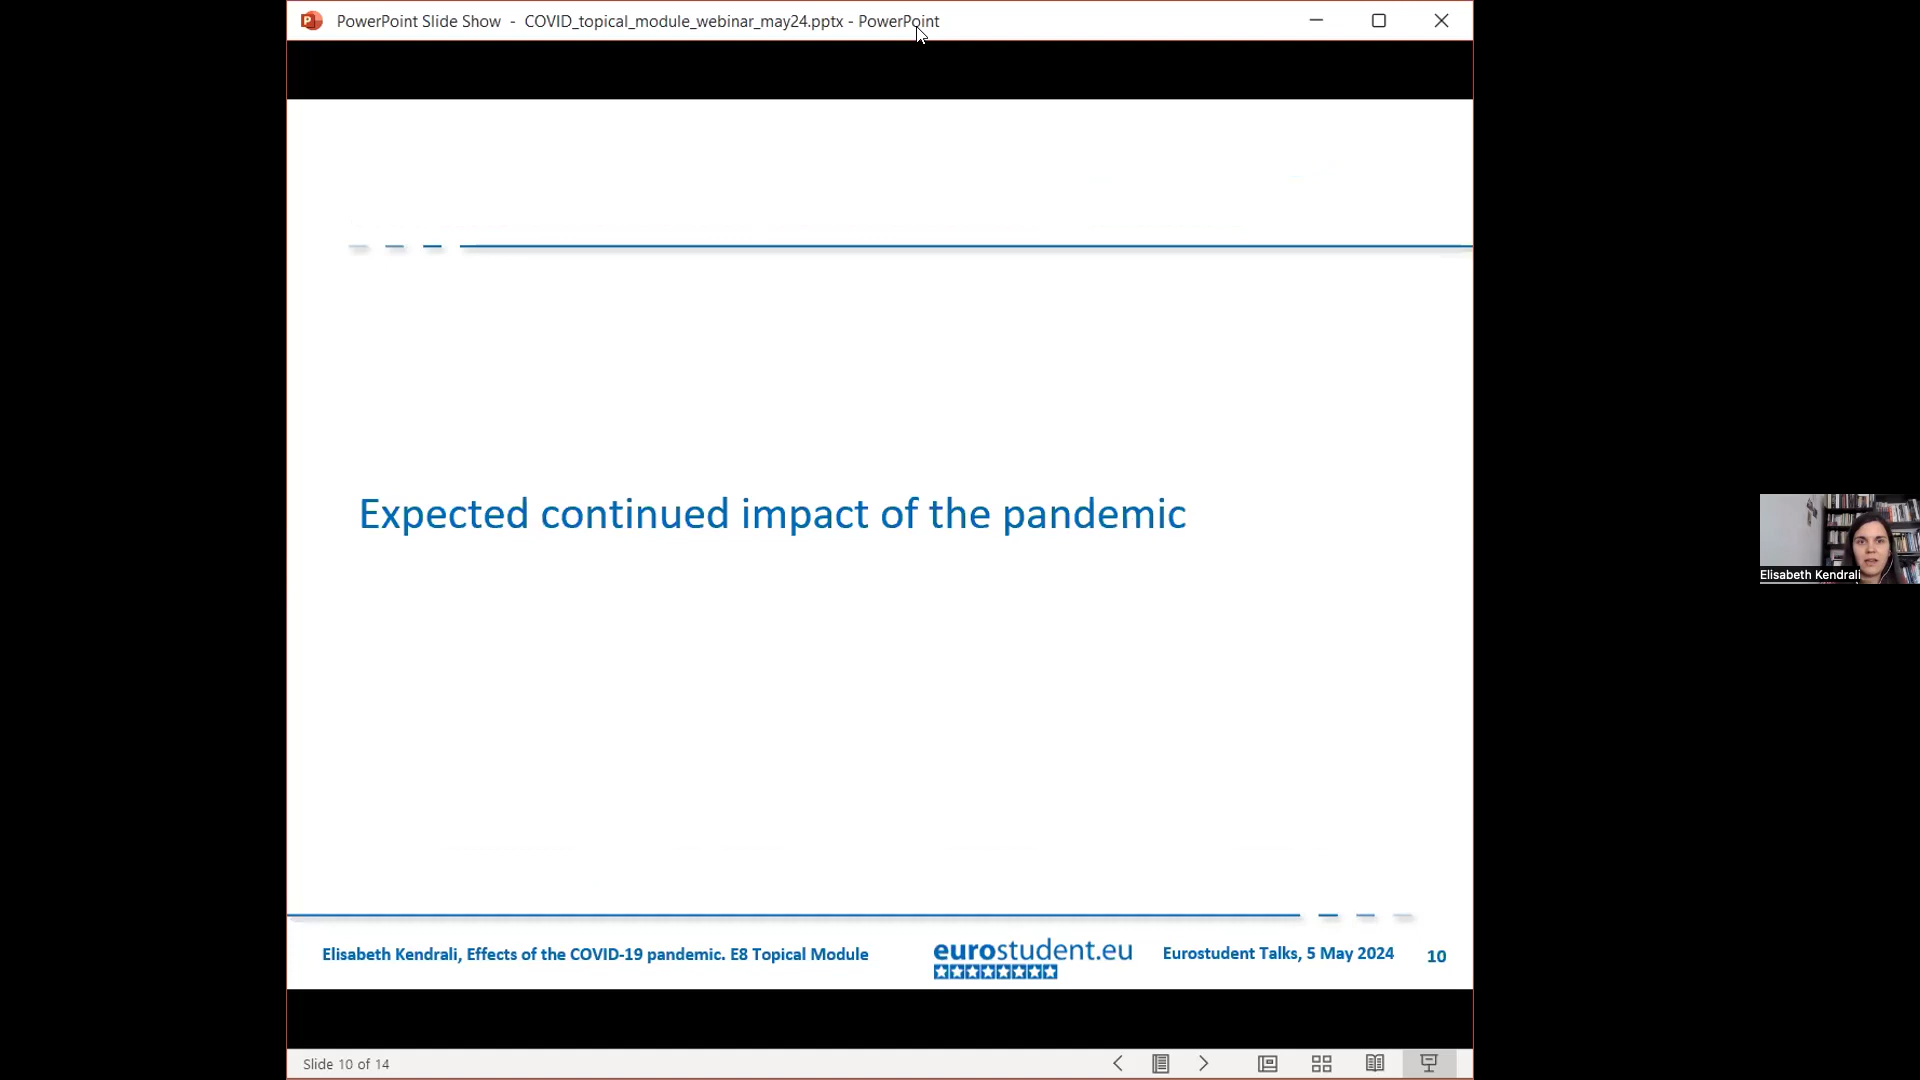 PowerPoint Slide Show - COVID_topical_module_webinar_may24.pptx - PowerPoint
Expected continued impact of the pandemic
Elisabeth Kendrali
Elisabeth Kendrali, Effects of the COVID-19 pandemic. E8 Topical Module
eurostudent.eu
Eurostudent Talks, 5 May 2024
10
Slide 10 of 14